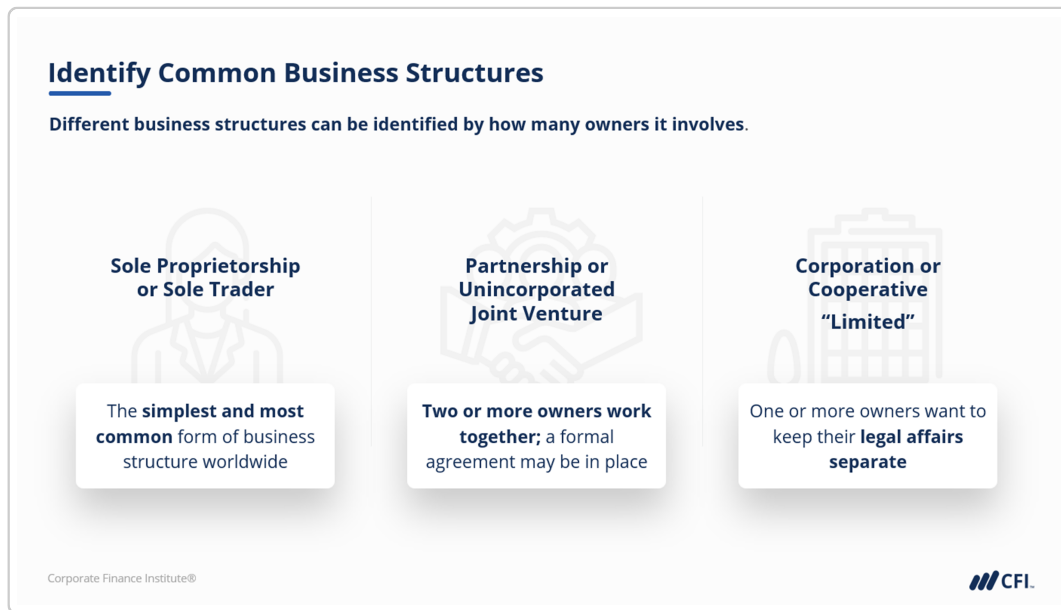 Identify Common Business Structures
Different business structures can be identified by how many owners it involves.
Sole Proprietorship
or Sole Trader
The simplest and most
common form of business
structure worldwide
Partnership or
Unincorporated
Joint Venture
Two or more owners work
together; a formal
agreement may be in place
Corporation or
Cooperative
“Limited”
One or more owners want to
keep their legal affairs
separate
Corporate Finance Institute®
CFI™